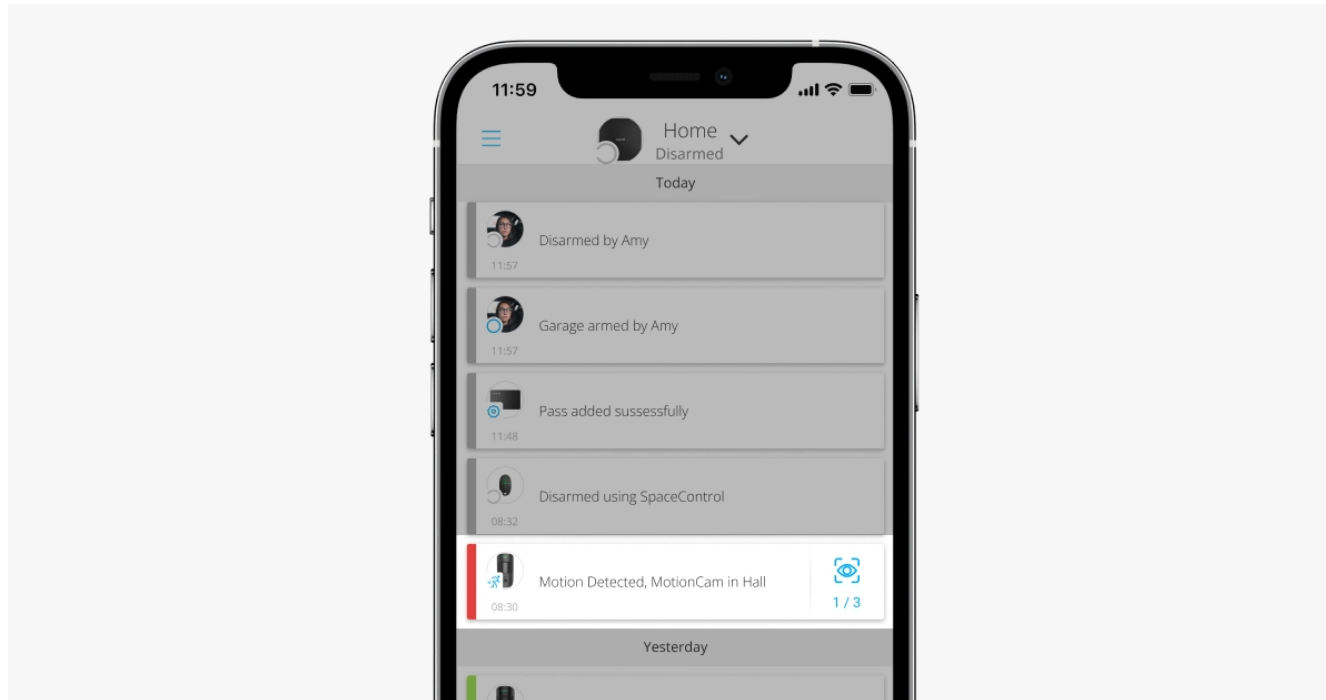 11:59
Home
Disarmed
Today
Disarmed by Amy
11:57
Garage armed by Amy
11:57
Pass added sussessfully
11:48
Disarmed using SpaceControl
08:32
Motion Detected, MotionCam in Hall
08:30
1 / 3
Yesterday